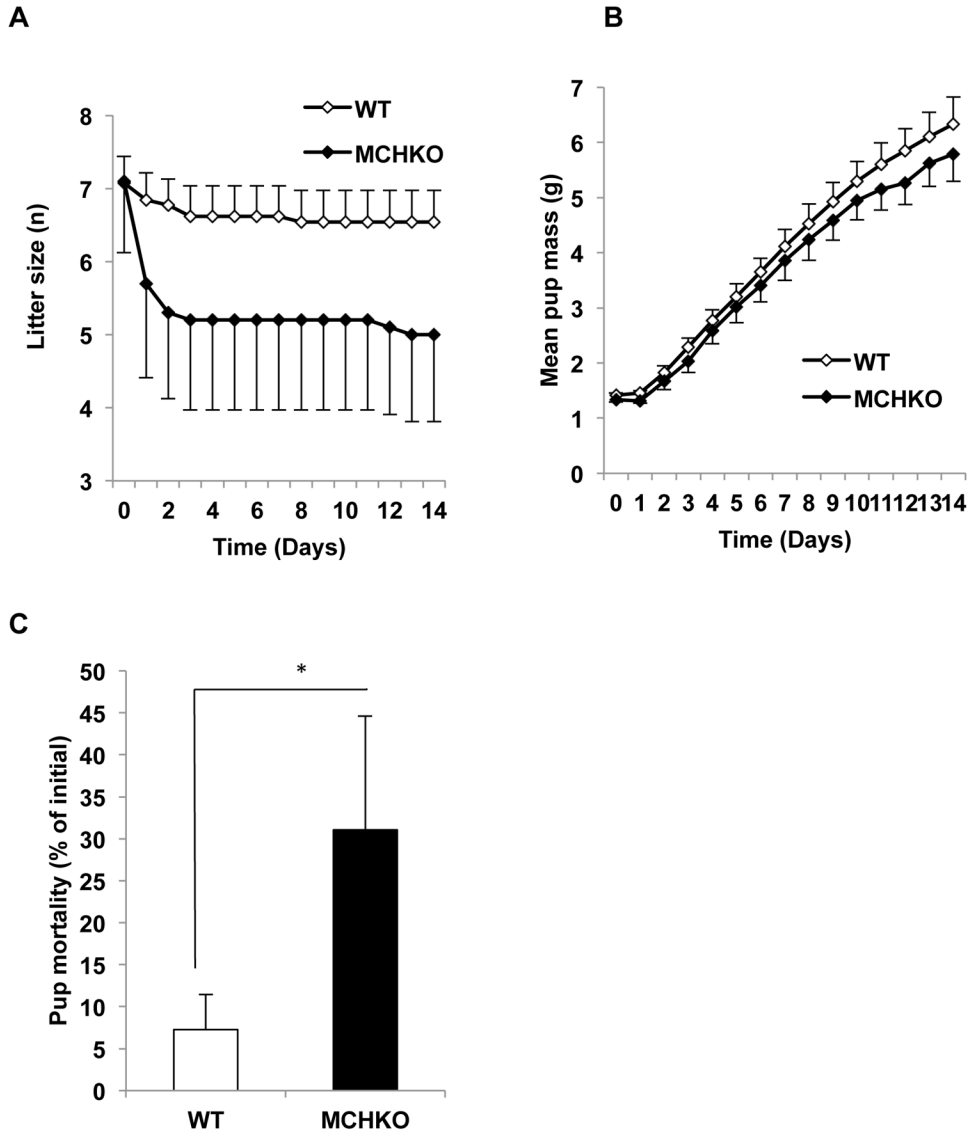 A
Litter size (n)
8
7
6
5
4
3
WT
MCHKO
0 2 4 6 8 10 12 14
Time (Days)
B
Mean pup mass (g)
7
6
5
4
3
2
1
0
WT
MCHKO
0 1 2 3 4 5 6 7 8 9 10 11 12 13 14
Time (Days)
C
Pup mortality (% of initial)
50
45
40
35
30
25
20
15
10
5
0
*
WT MCHKO